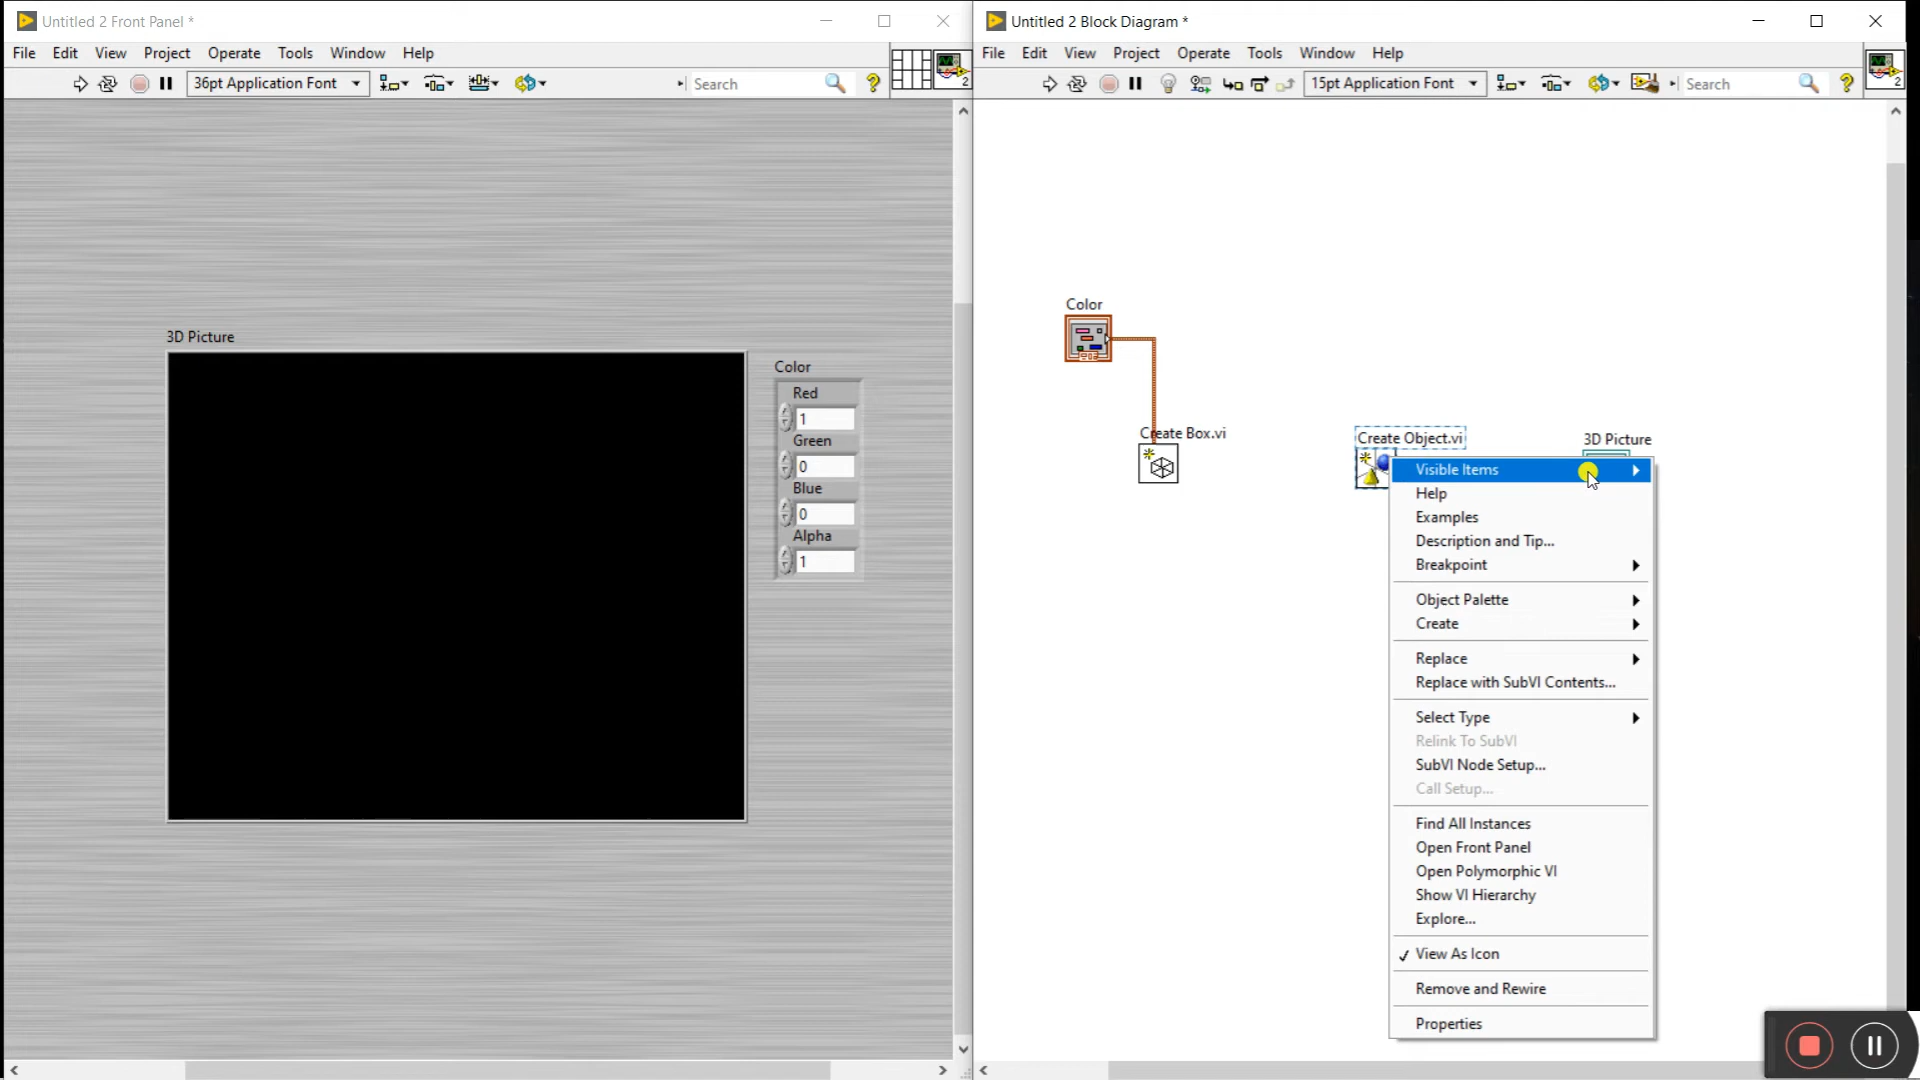 Untitled 2 Front Panel *
File Edit View Project Operate Tools Window Help
36pt Application Font
Search
2
3D Picture
Color
Red
1
Green
0
Blue
0
Alpha
1
Untitled 2 Block Diagram *
File Edit View Project Operate Tools Window Help
15pt Application Font
Search
2
Color
Create Box.vi
Create Object.vi
3D Picture
Visible Items
Help
Examples
Description and Tip...
Breakpoint
Object Palette
Create
Replace
Replace with SubVI Contents...
Select Type
Relink To SubVI
SubVI Node Setup...
Call Setup...
Find All Instances
Open Front Panel
Open Polymorphic VI
Show VI Hierarchy
Explore...
View As Icon
Remove and Rewire
Properties